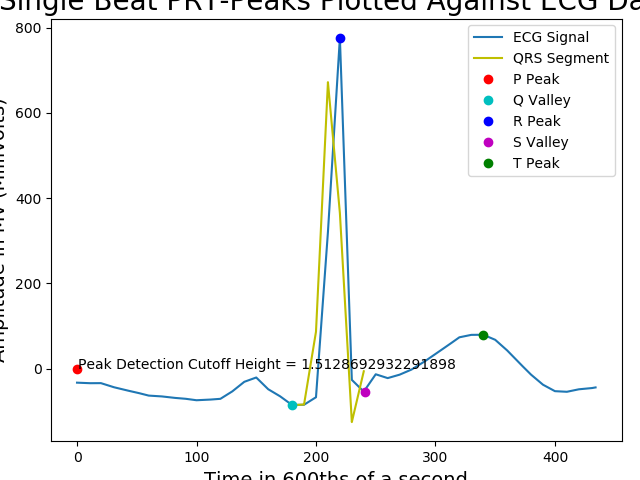 Single Beat PRT-Peaks Plotted Against ECG Da
800
600
400
200
0
0
100
200
300
400
Amplitude in MV (Millivolts)
Time in 600ths of a second
ECG Signal
QRS Segment
P Peak
Q Valley
R Peak
S Valley
T Peak
Peak Detection Cutoff Height = 1.5128692932291898